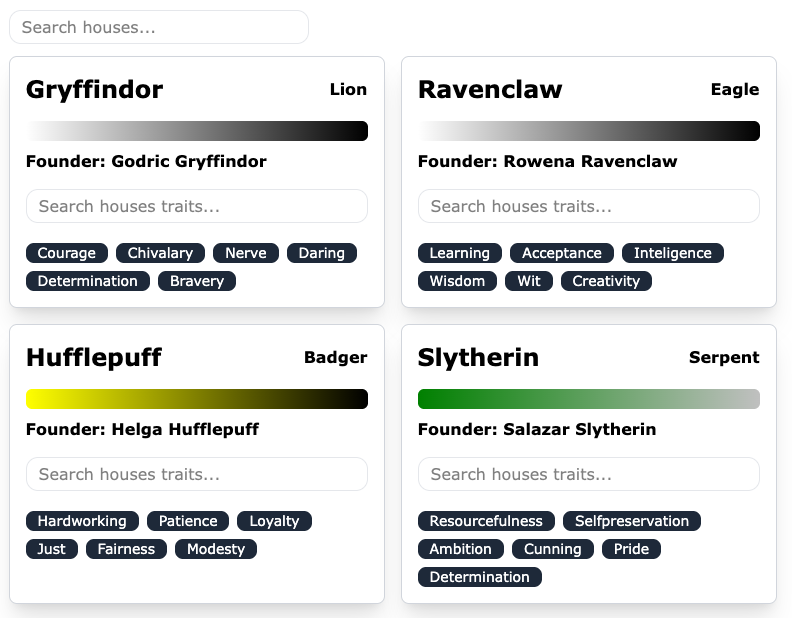 Search houses...
Gryffindor Lion
Founder: Godric Gryffindor
Search houses traits...
Courage Chivalary Nerve Daring
Determination Bravery
Ravenclaw Eagle
Founder: Rowena Ravenclaw
Search houses traits...
Learning Acceptance Inteligence
Wisdom Wit Creativity
Hufflepuff Badger
Founder: Helga Hufflepuff
Search houses traits...
Hardworking Patience Loyalty
Just Fairness Modesty
Slytherin Serpent
Founder: Salazar Slytherin
Search houses traits...
Resourcefulness Selfpreservation
Ambition Cunning Pride
Determination